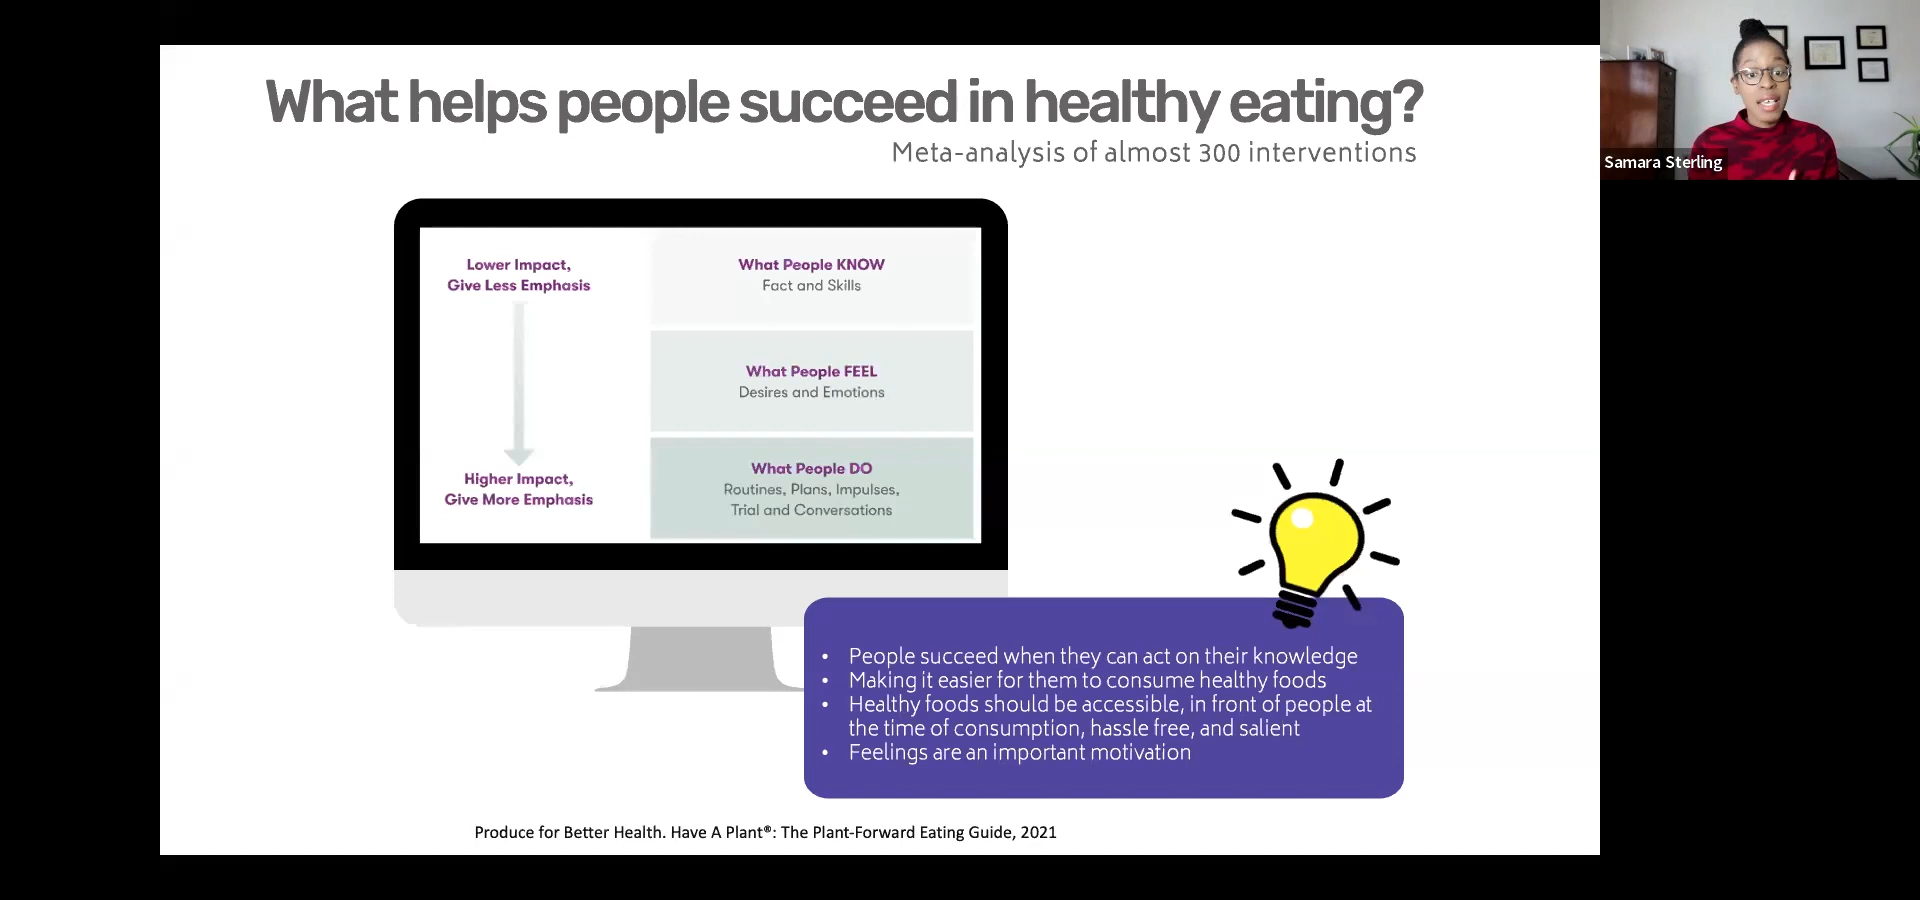 What helps people succeed in healthy eating?
Meta-analysis of almost 300 interventions
Samara Sterling
Lower Impact,
Give Less Emphasis
What People KNOW
Fact and Skills
What People FEEL
Desires and Emotions
Higher Impact,
Give More Emphasis
What People DO
Routines, Plans, Impulses,
Trial and Conversations
• People succeed when they can act on their knowledge
• Making it easier for them to consume healthy foods
• Healthy foods should be accessible, in front of people at
the time of consumption, hassle free, and salient
• Feelings are an important motivation
Produce for Better Health. Have A Plant®: The Plant-Forward Eating Guide, 2021